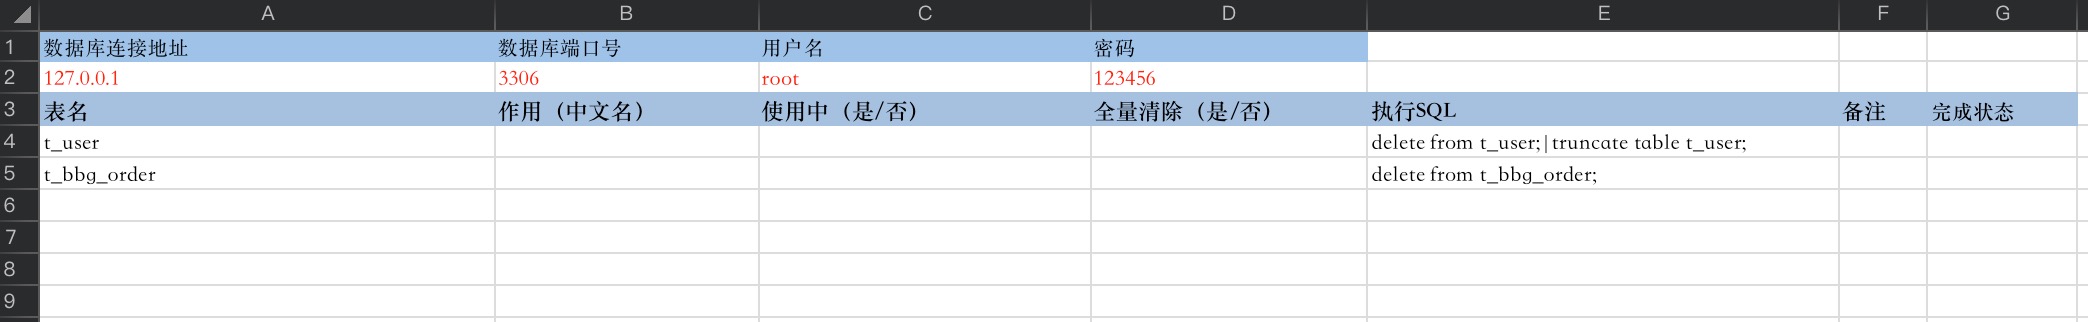 A B C D E F G
1 数据库连接地址 数据库端口号 用户名 密码
2 127.0.0.1 3306 root 123456
3 表名 作用（中文名） 使用中（是/否） 全量清除（是/否） 执行SQL 备注 完成状态
4 t_user delete from t_user;|truncate table t_user;
5 t_bbg_order delete from t_bbg_order;
6
7
8
9